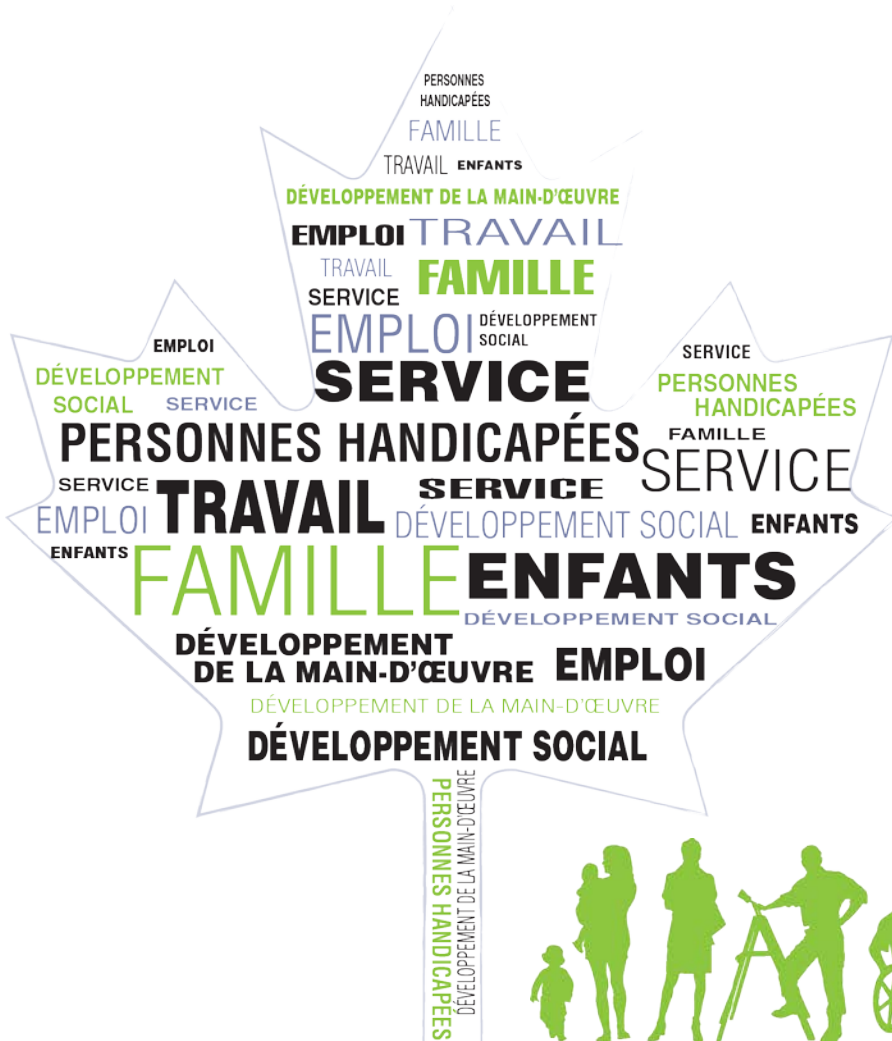 PERSONNES
HANDICAPÉES
FAMILLE
TRAVAIL ENFANTS
DÉVELOPPEMENT DE LA MAIN-D'ŒUVRE
EMPLOI TRAVAIL
TRAVAIL FAMILLE
SERVICE
EMPLOI DÉVELOPPEMENT
SOCIAL
SERVICE
EMPLOI
DÉVELOPPEMENT
SOCIAL SERVICE
SERVICE
PERSONNES
HANDICAPÉES
PERSONNES HANDICAPÉES
FAMILLE
SERVICE
SERVICE TRAVAIL SERVICE
EMPLOI DÉVELOPPEMENT SOCIAL ENFANTS
ENFANTS FAMILLE ENFANTS
DÉVELOPPEMENT SOCIAL
DÉVELOPPEMENT
DE LA MAIN-D'ŒUVRE EMPLOI
DÉVELOPPEMENT DE LA MAIN-D'ŒUVRE
DÉVELOPPEMENT SOCIAL
PERSONNES HANDICAPÉES
DÉVELOPPEMENT DE LA MAIN-D'ŒUVRE